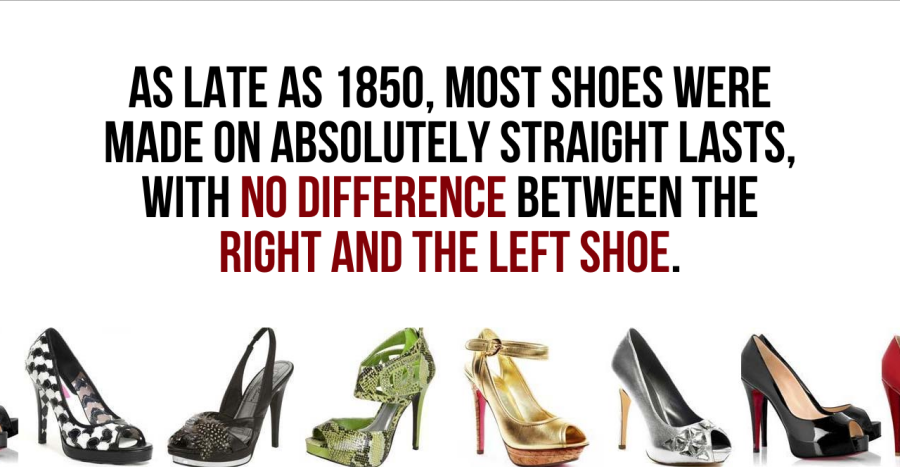 AS LATE AS 1850, MOST SHOES WERE
MADE ON ABSOLUTELY STRAIGHT LASTS,
WITH NO DIFFERENCE BETWEEN THE
RIGHT AND THE LEFT SHOE.